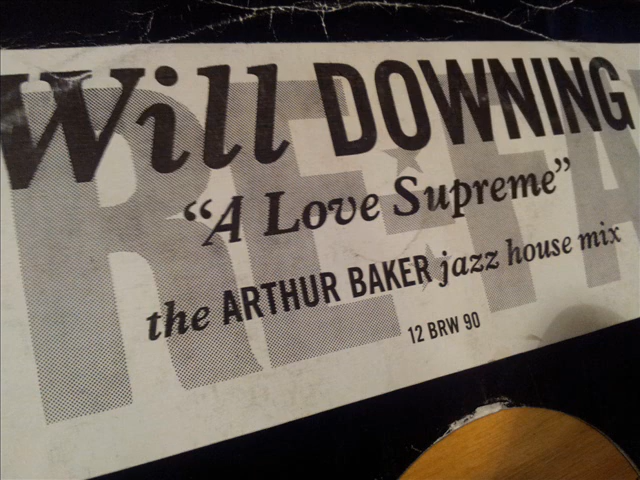 Will DOWNING
"A Love Supreme"
the ARTHUR BAKER jazz house mix
12 BRW 90